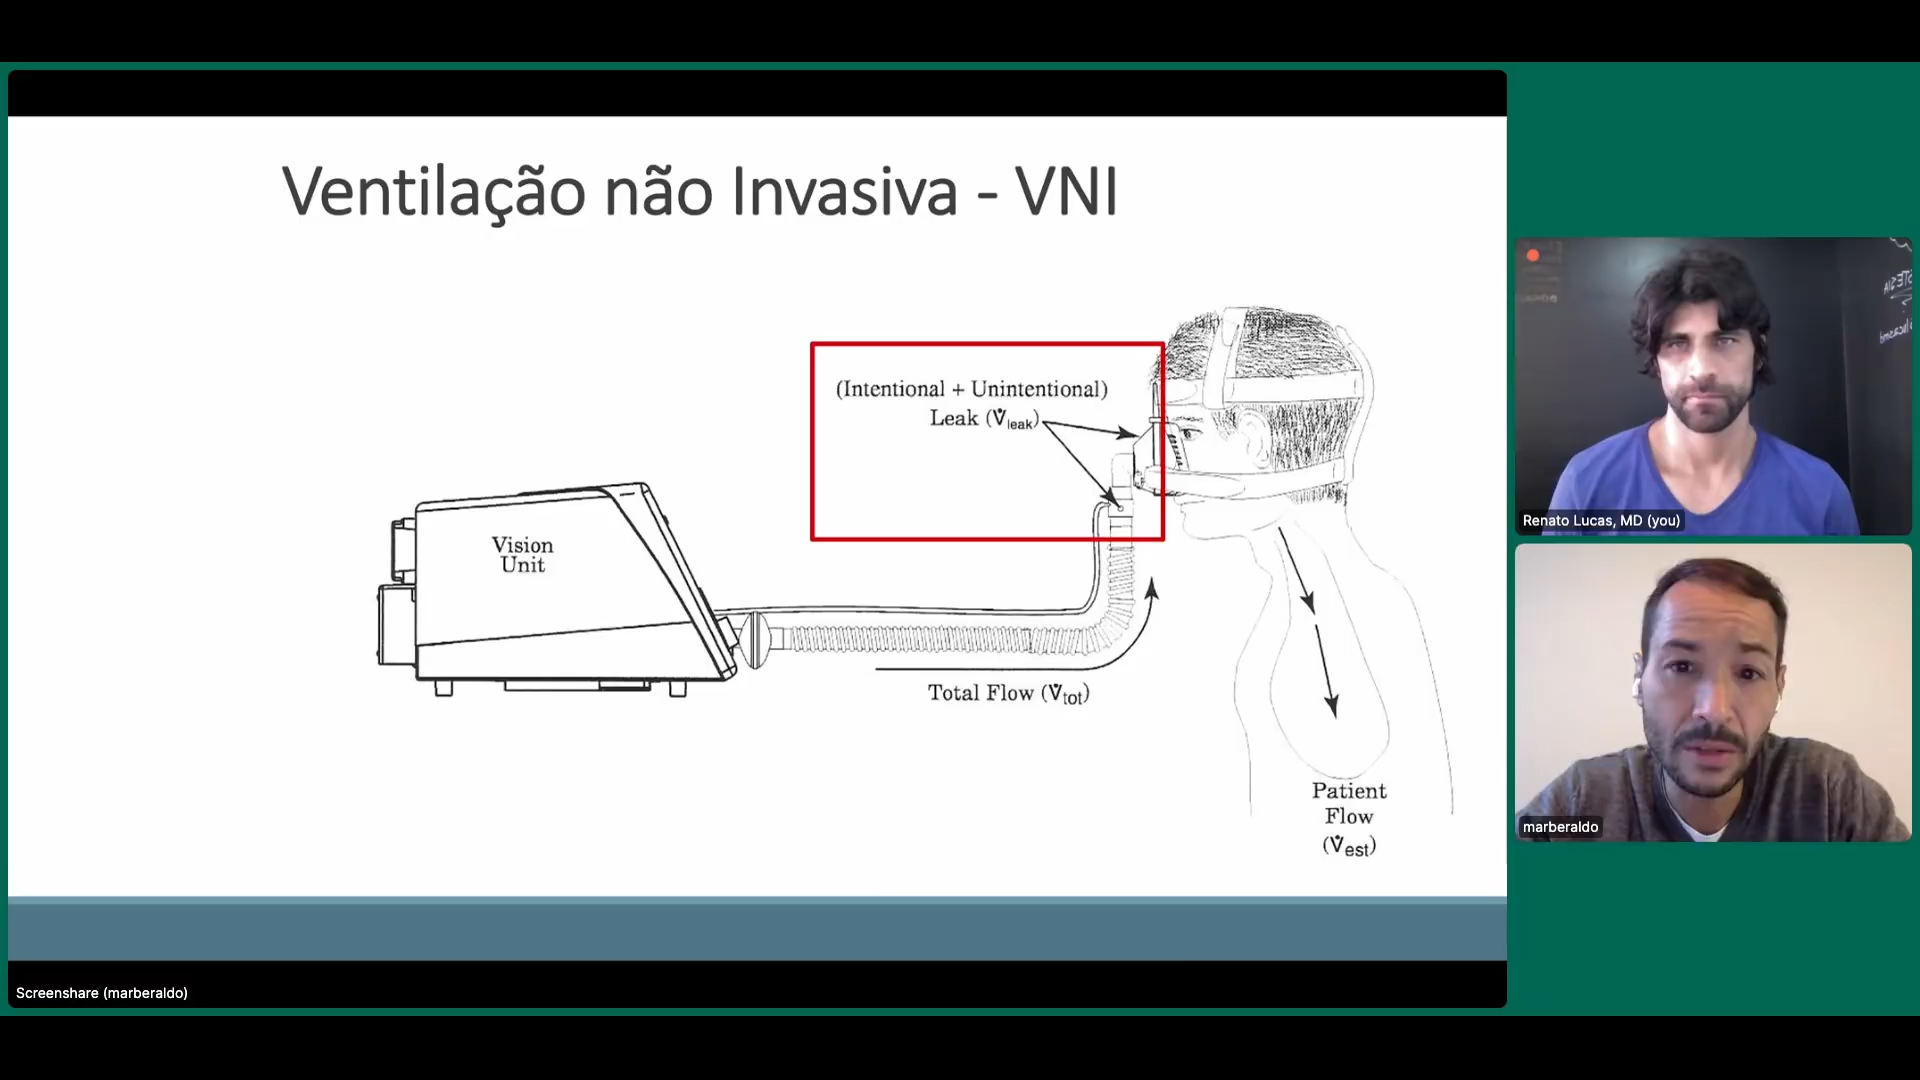 Ventilação não Invasiva - VNI
(Intentional + Unintentional)
Leak (V̇leak)
Vision
Unit
Total Flow (V̇tot)
Patient
Flow
(V̇est)
Screenshare (marberaldo)
Renato Lucas, MD (you)
marberaldo